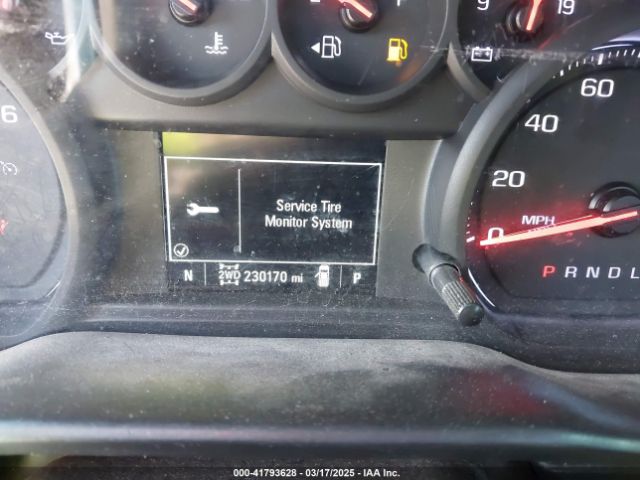 9
19
6
60
40
20
0
MPH
Service Tire
Monitor System
N 2WD 230170 mi P
P R N D L
000-41793628 - 03/17/2025 - IAA Inc.